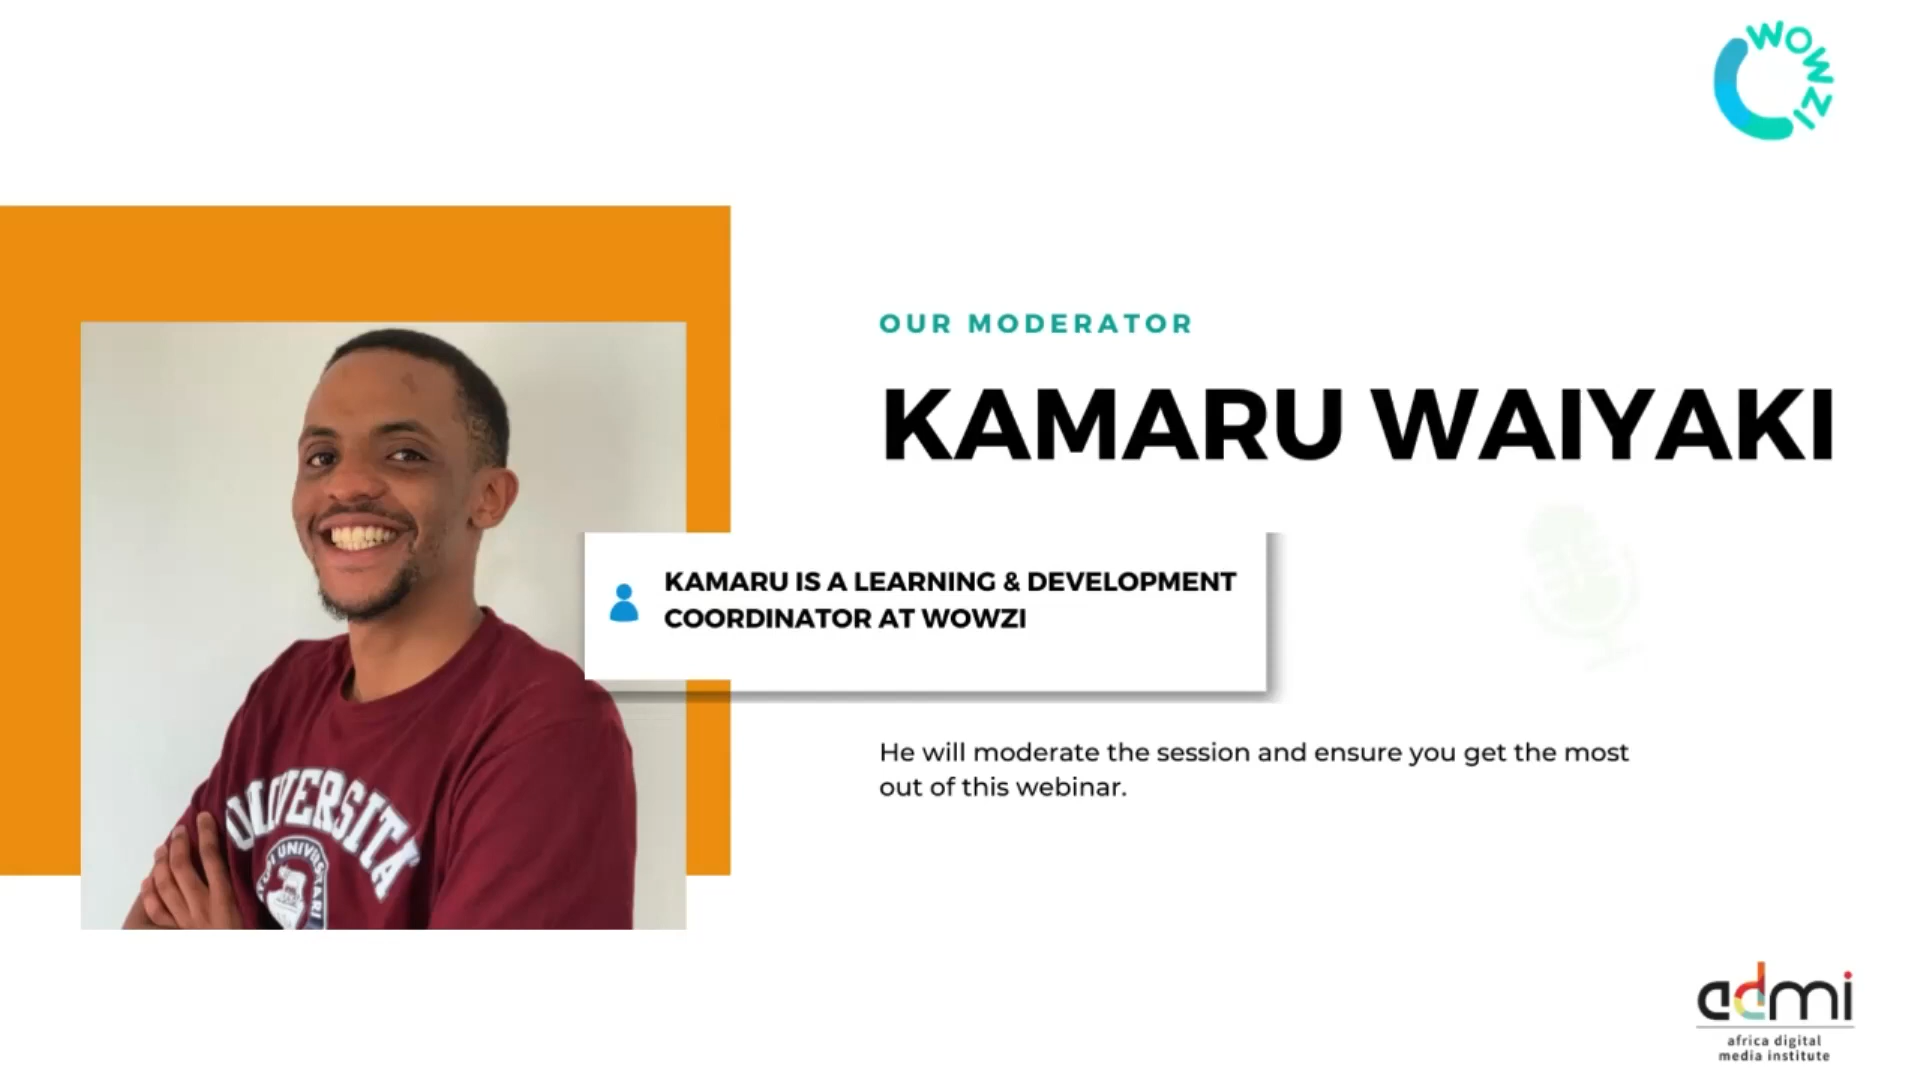 WOWZI
OUR MODERATOR
KAMARU WAIYAKI
KAMARU IS A LEARNING & DEVELOPMENT
COORDINATOR AT WOWZI
He will moderate the session and ensure you get the most
out of this webinar.
UNIVERSITÀ
admi
africa digital
media institute